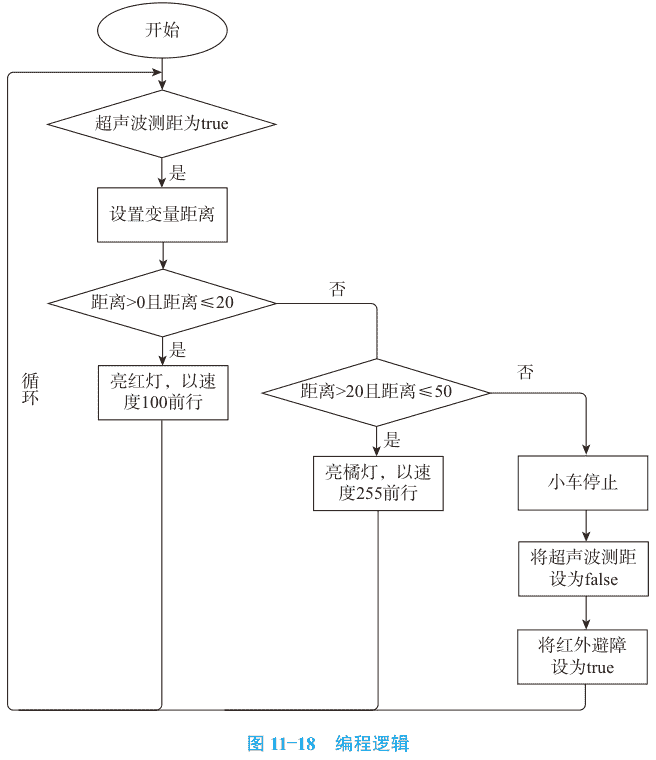 开始
超声波测距为true
是
设置变量距离
距离>0且距离≤20
否
是
亮红灯，以速
度100前行
循
环
距离>20且距离≤50
否
是
亮橘灯，以速
度255前行
小车停止
将超声波测距
设为false
将红外避障
设为true
图 11-18 编程逻辑